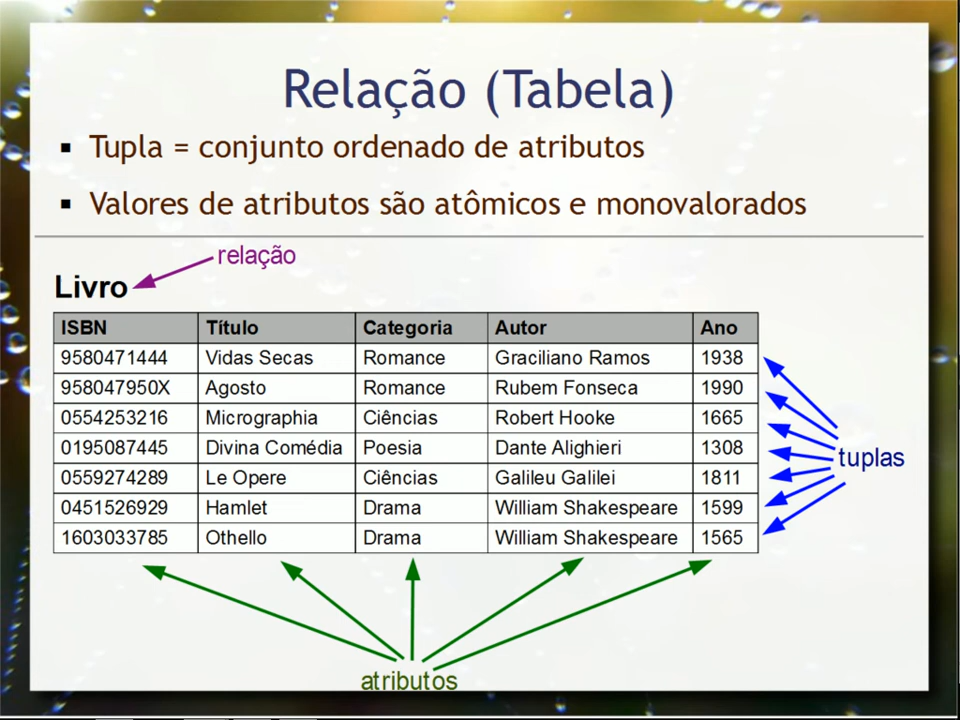 Relação (Tabela)
▪ Tupla = conjunto ordenado de atributos
▪ Valores de atributos são atômicos e monovalorados
relação
Livro
ISBN Título Categoria Autor Ano
9580471444 Vidas Secas Romance Graciliano Ramos 1938
958047950X Agosto Romance Rubem Fonseca 1990
0554253216 Micrographia Ciências Robert Hooke 1665
0195087445 Divina Comédia Poesia Dante Alighieri 1308
0559274289 Le Opere Ciências Galileu Galilei 1811
0451526929 Hamlet Drama William Shakespeare 1599
1603033785 Othello Drama William Shakespeare 1565
tuplas
atributos